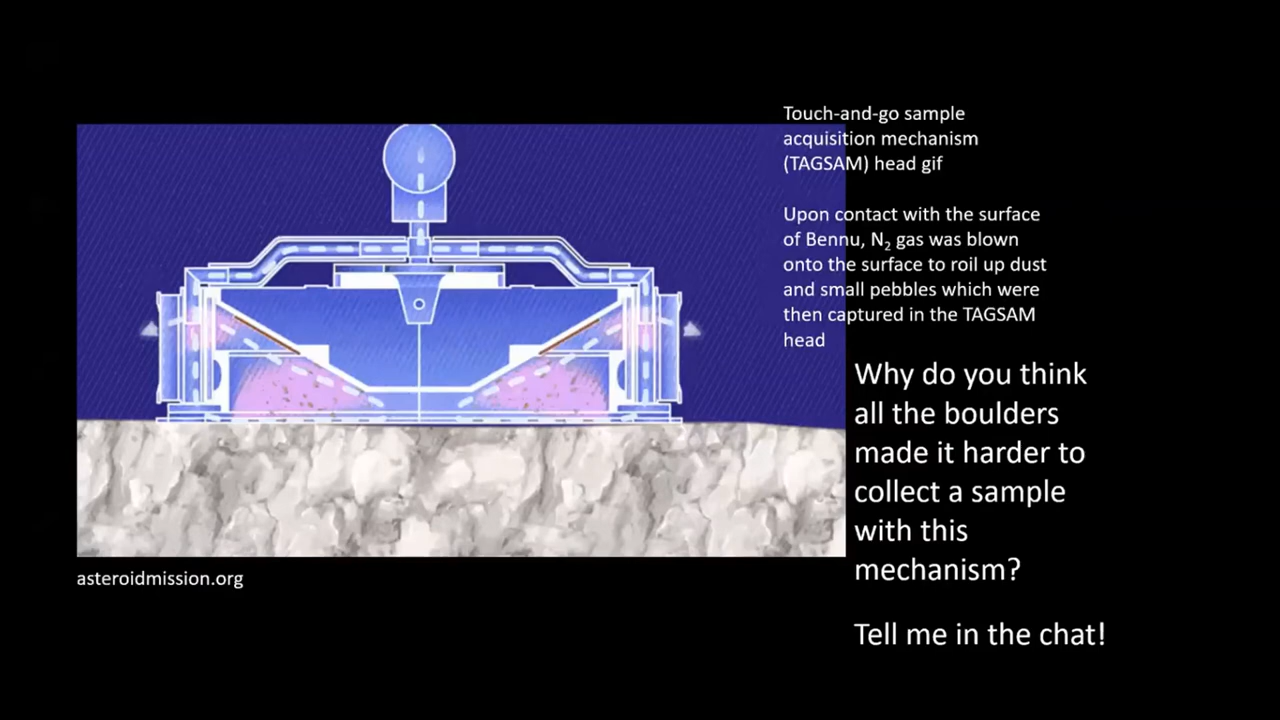 Touch-and-go sample
acquisition mechanism
(TAGSAM) head gif
Upon contact with the surface
of Bennu, N₂ gas was blown
onto the surface to roil up dust
and small pebbles which were
then captured in the TAGSAM
head
Why do you think
all the boulders
made it harder to
collect a sample
with this
mechanism?
Tell me in the chat!
asteroidmission.org